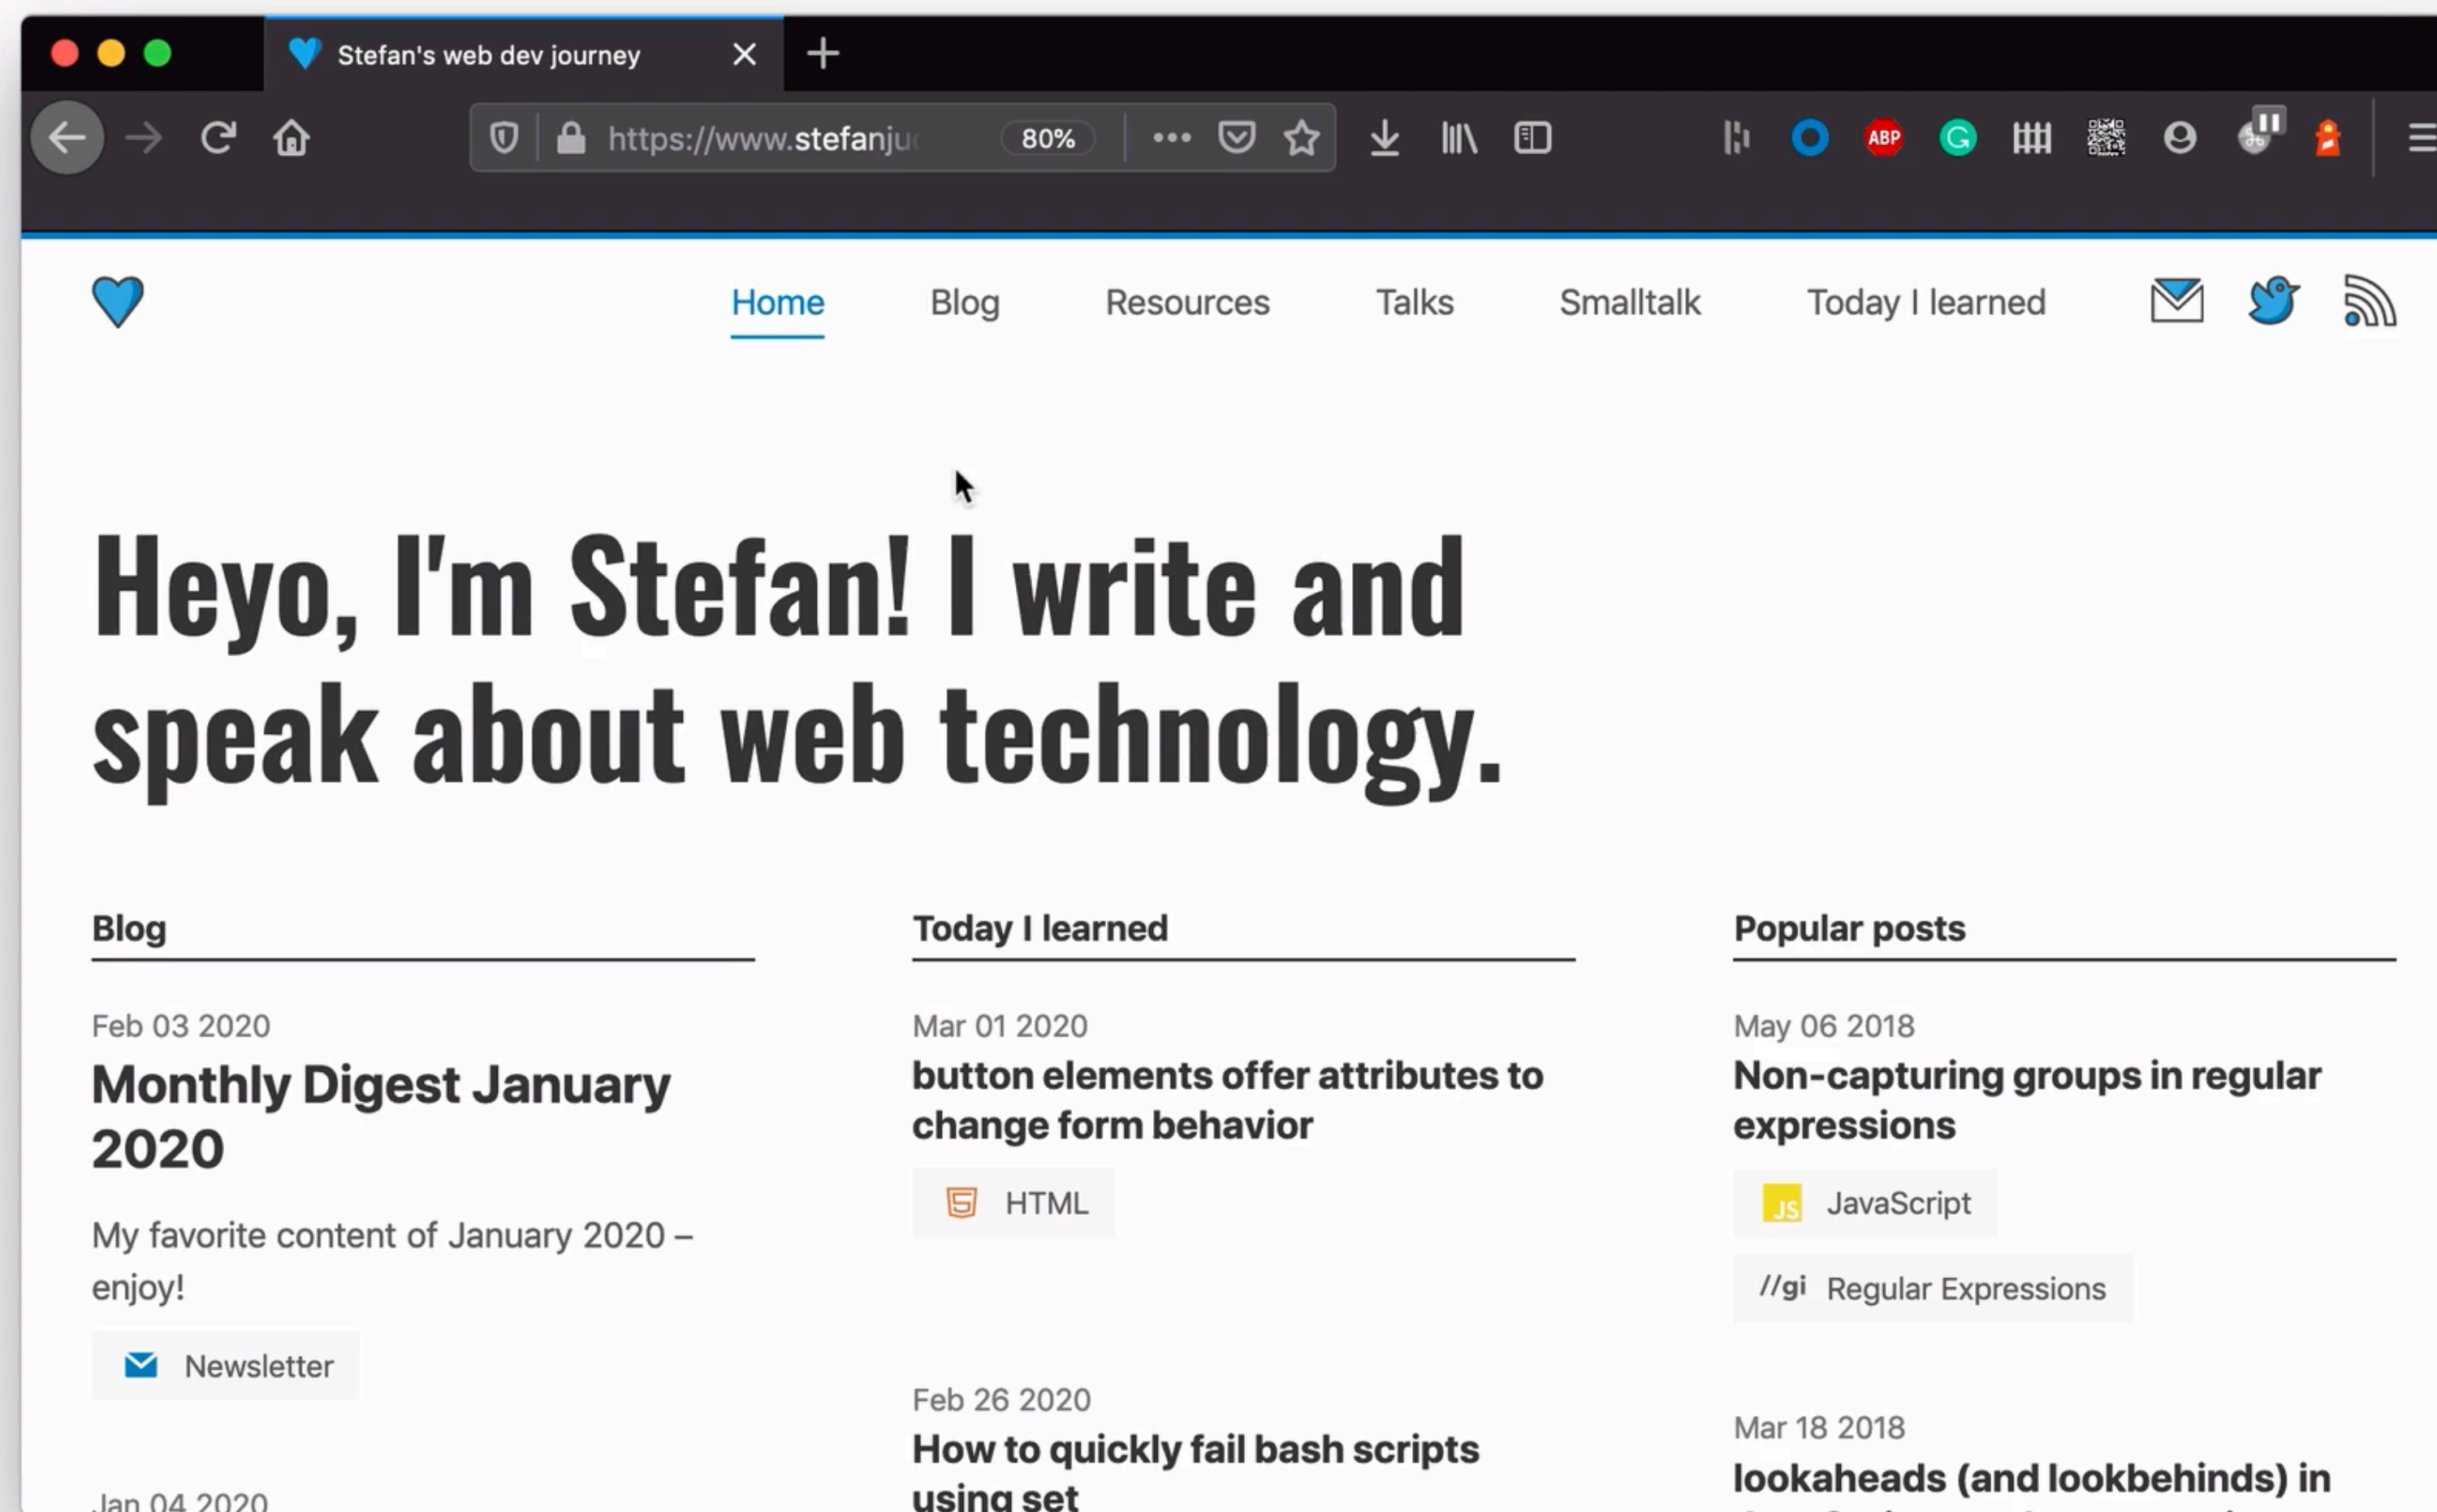 Stefan's web dev journey
https://www.stefanju
80%
ABP
Home
Blog
Resources
Talks
Smalltalk
Today I learned
Heyo, I'm Stefan! I write and
speak about web technology.
Blog
Feb 03 2020
Monthly Digest January
2020
My favorite content of January 2020 –
enjoy!
Newsletter
Jan 04 2020
Today I learned
Mar 01 2020
button elements offer attributes to
change form behavior
HTML
Feb 26 2020
How to quickly fail bash scripts
using set
Popular posts
May 06 2018
Non-capturing groups in regular
expressions
JS JavaScript
//gi Regular Expressions
Mar 18 2018
lookaheads (and lookbehinds) in